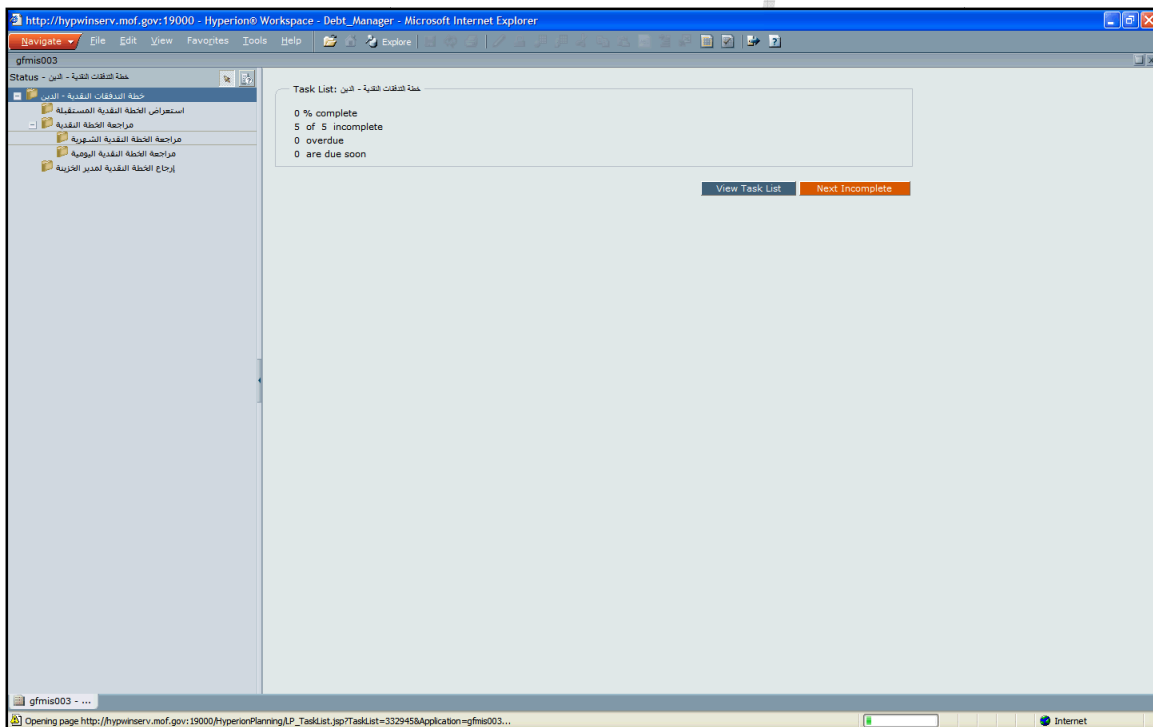 http://hypwinserv.mof.gov:19000 - Hyperion® Workspace - Debt_Manager - Microsoft Internet Explorer
Navigate File Edit View Favorites Tools Help Explore
gfmis003
Status - خطة التدفقات النقدية - الدين
خطة التدفقات النقدية - الدين
استعراض الخطة النقدية المستقبلة
مراجعة الخطة النقدية
مراجعة الخطة النقدية الشهرية
مراجعة الخطة النقدية اليومية
إرجاع الخطة النقدية لمدير الخزينة
Task List: خطة التدفقات النقدية - الدين
0 % complete
5 of 5 incomplete
0 overdue
0 are due soon
View Task List Next Incomplete
gfmis003 - ...
Opening page http://hypwinserv.mof.gov:19000/HyperionPlanning/LP_TaskList.jsp?TaskList=332945&Application=gfmis003...
Internet